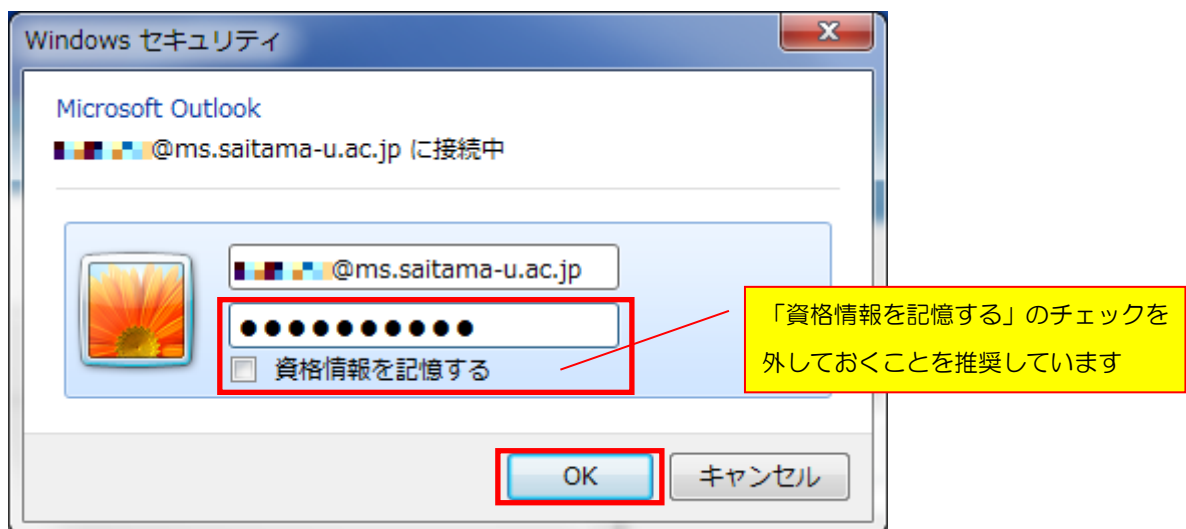 Windows セキュリティ
Microsoft Outlook
@ms.saitama-u.ac.jp に接続中
@ms.saitama-u.ac.jp
●●●●●●●●●●
資格情報を記憶する
「資格情報を記憶する」のチェックを
外しておくことを推奨しています
OK
キャンセル